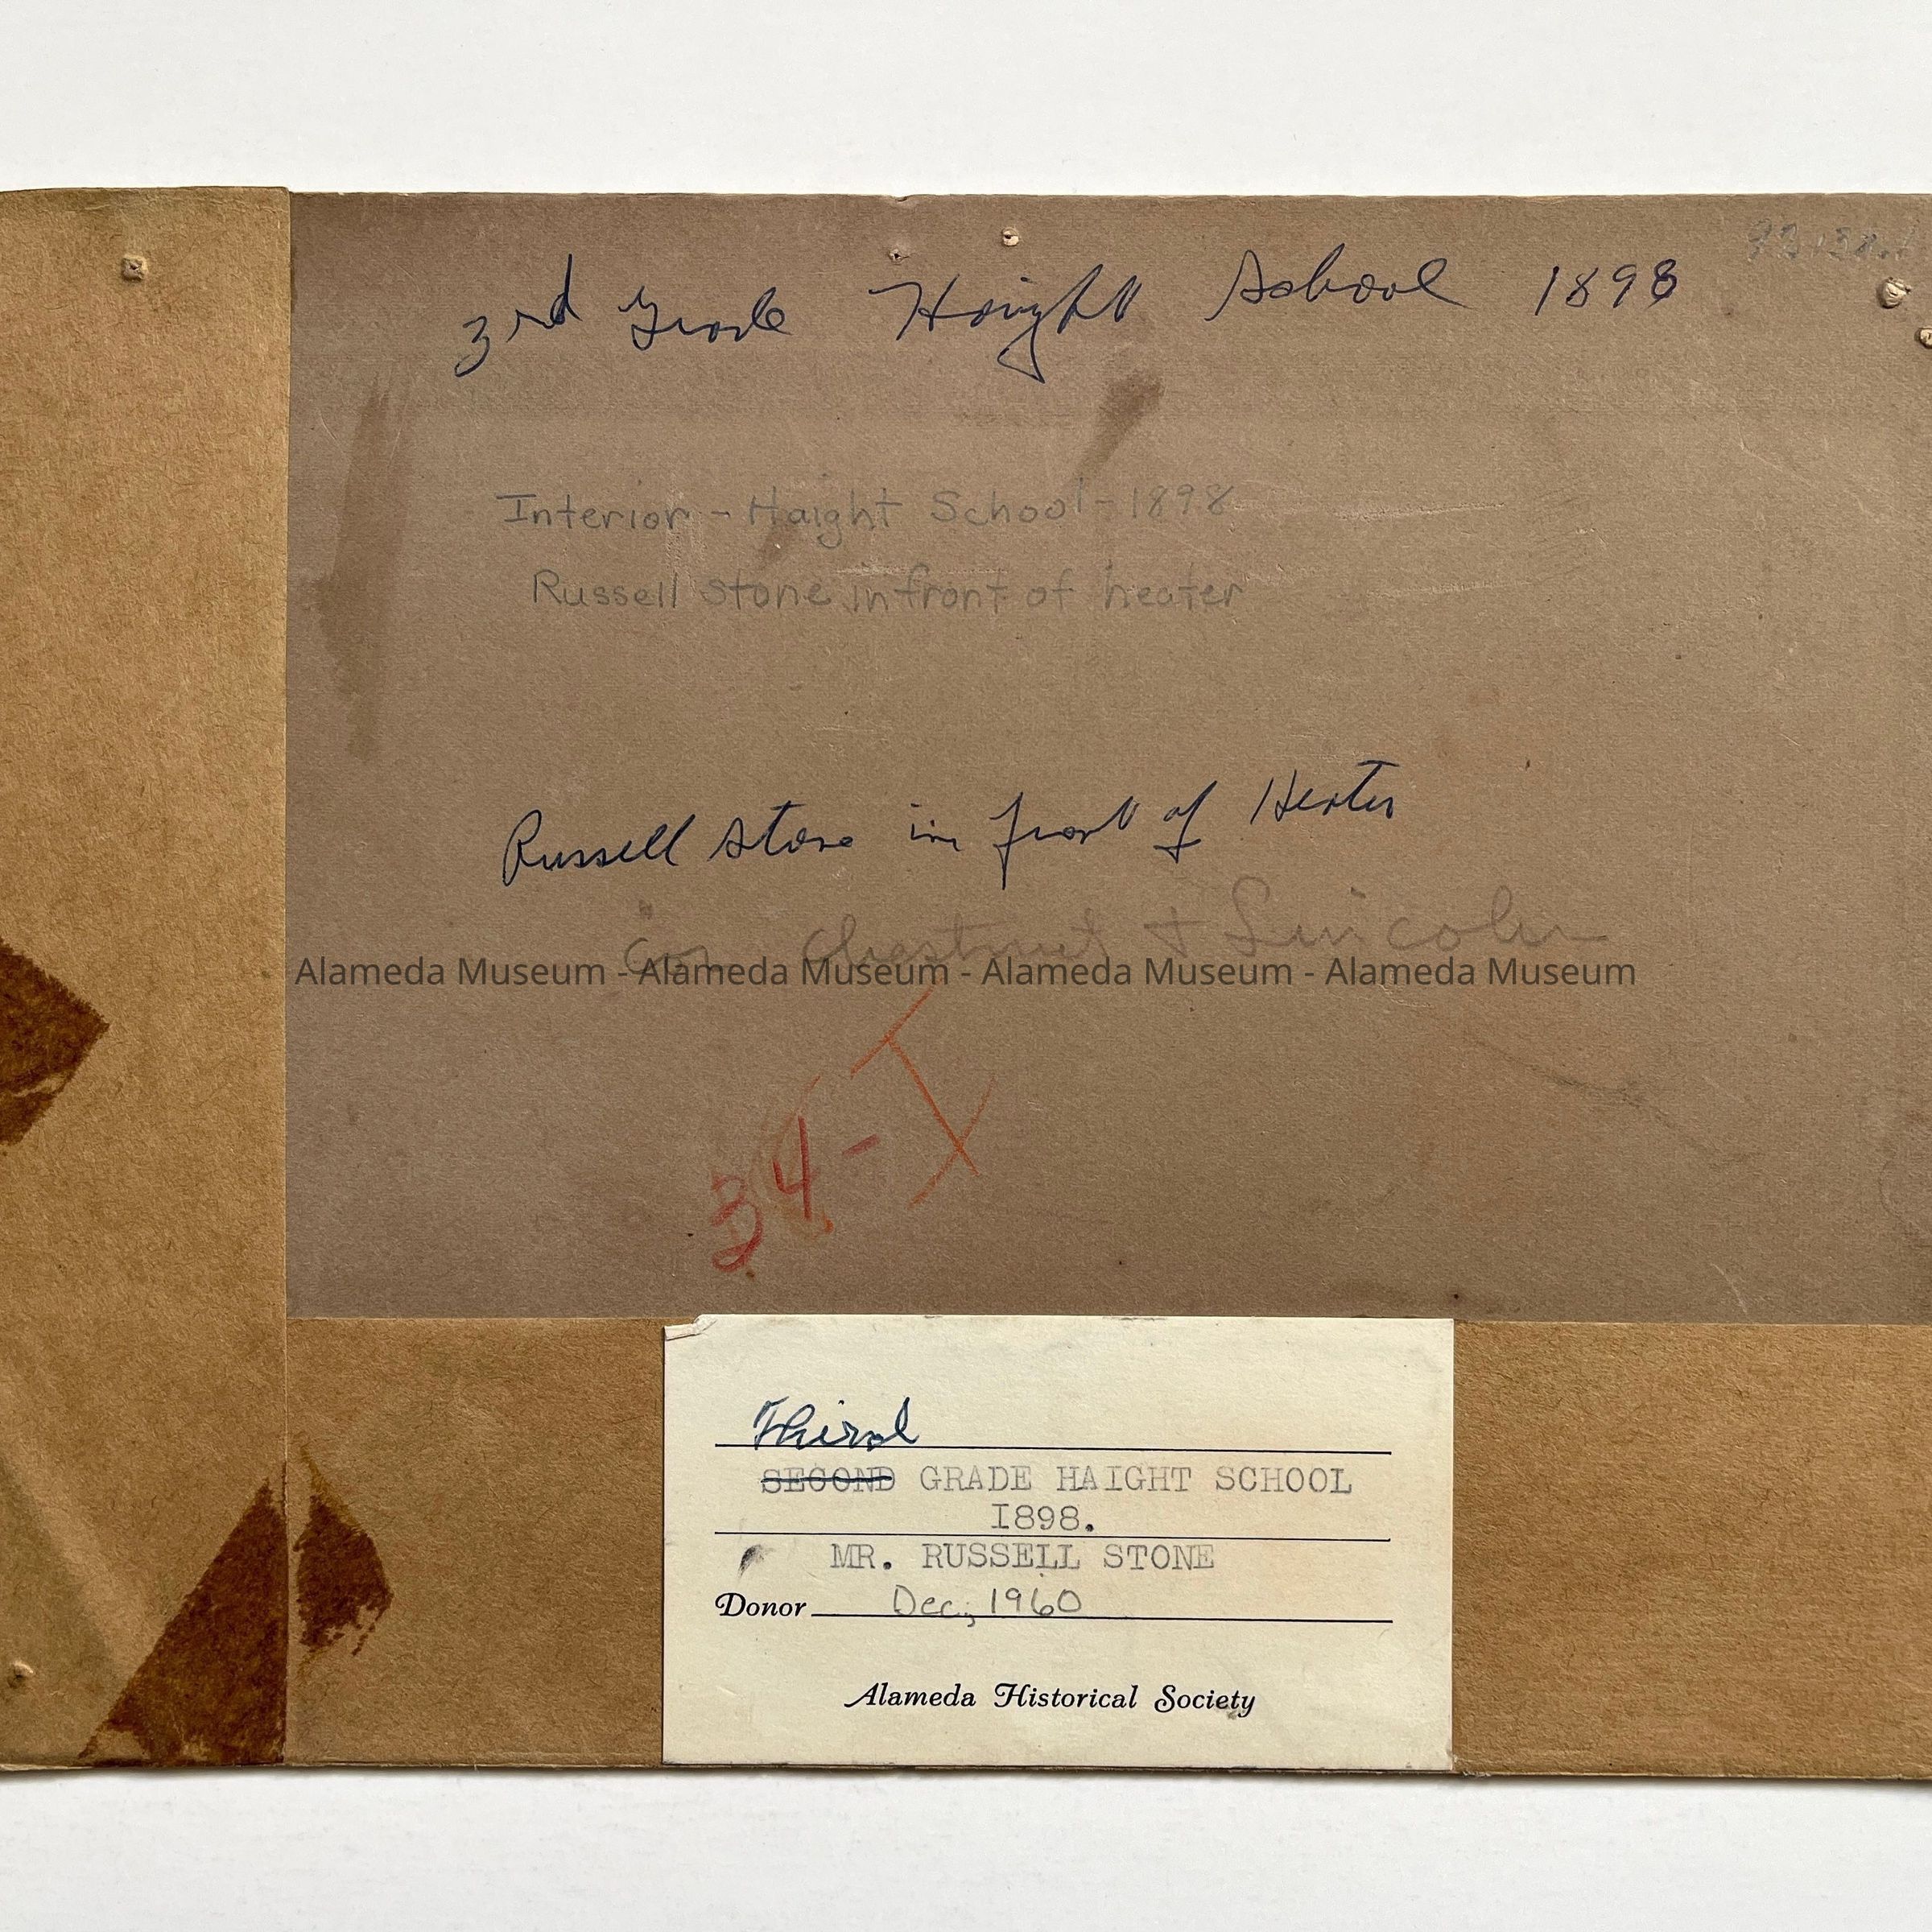 3rd Grade Haight School 1898
Interior - Haight School - 1898
Russell Stone in front of heater
Russell Stone in front of Heater
Cor. Chestnut + Lincoln
Alameda Museum - Alameda Museum - Alameda Museum - Alameda Museum
34-I
Third
SECOND GRADE HAIGHT SCHOOL
I898.
MR. RUSSELL STONE
Donor Dec, 1960
Alameda Historical Society